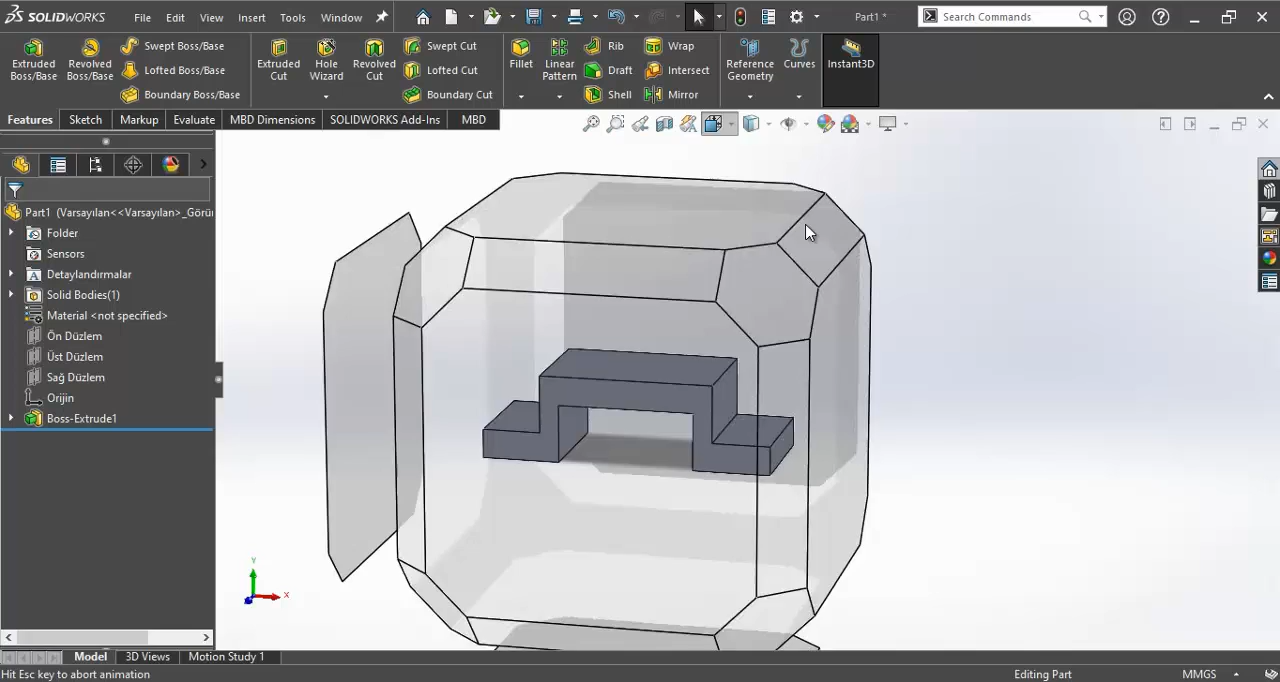 SOLIDWORKS File Edit View Insert Tools Window Part1 * Search Commands
Extruded Boss/Base
Revolved Boss/Base
Swept Boss/Base
Lofted Boss/Base
Boundary Boss/Base
Extruded Cut
Hole Wizard
Revolved Cut
Swept Cut
Lofted Cut
Boundary Cut
Fillet
Linear Pattern
Rib
Draft
Shell
Wrap
Intersect
Mirror
Reference Geometry
Curves
Instant3D
Features Sketch Markup Evaluate MBD Dimensions SOLIDWORKS Add-Ins MBD
Part1 (Varsayılan<<Varsayılan>_Görü
Folder
Sensors
Detaylandırmalar
Solid Bodies(1)
Material <not specified>
Ön Düzlem
Üst Düzlem
Sağ Düzlem
Orijin
Boss-Extrude1
Y
X
Model 3D Views Motion Study 1
Hit Esc key to abort animation Editing Part MMGS